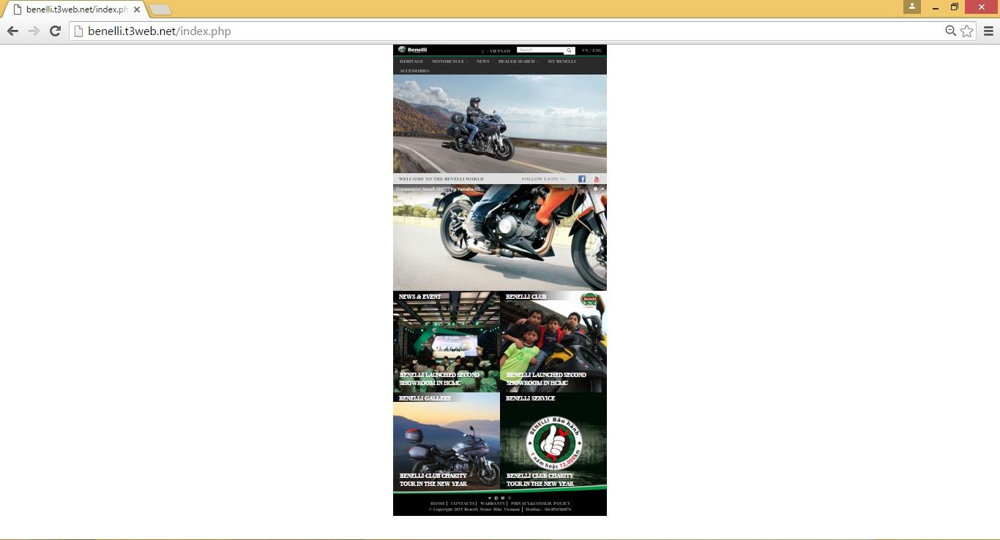 benelli.t3web.net/index.ph
benelli.t3web.net/index.php
Benelli
- VIETNAM
Search
VN / ENG
HERITAGE MOTORCYCLE NEWS DEALER SEARCH MY BENELLI
ACCESSORIES
WELCOME TO THE BENELLI WORLD
FOLLOW US ON >>
Comparativo Benelli BN302 vs Yamaha R3
NEWS & EVENT
BENELLI LAUNCHED SECOND
SHOWROOM IN HCMC
BENELLI CLUB
Benelli
BENELLI LAUNCHED SECOND
SHOWROOM IN HCMC
BENELLI GALLERY
BENELLI CLUB CHARITY
TOUR IN THE NEW YEAR
BENELLI SERVICE
BENELLI Bảo hành
1 năm hoặc 12.000km
BENELLI CLUB CHARITY
TOUR IN THE NEW YEAR
HOME | CONTACTS | WARRANTY | PRIVACY&COOKIE POLICY
© Copyright 2015 Benelli Motor Bike Vietnam | Hotline: +84-854106874